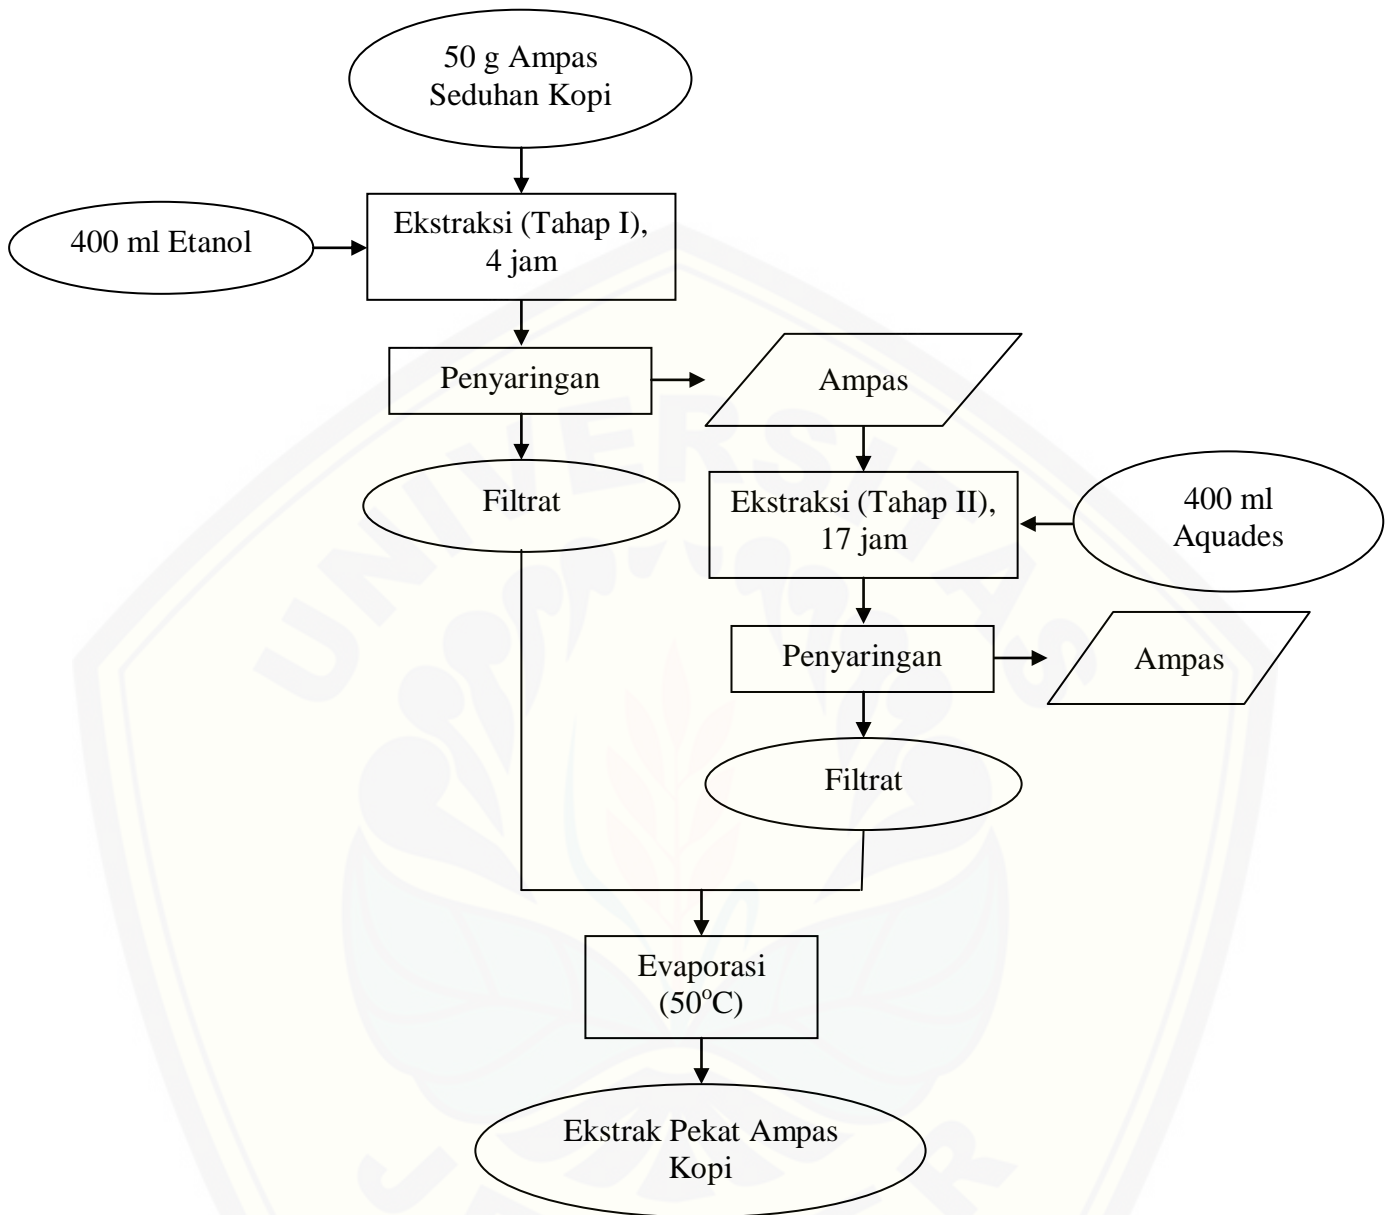 50 g Ampas
Seduhan Kopi
400 ml Etanol
Ekstraksi (Tahap I),
4 jam
Penyaringan
Ampas
Filtrat
Ekstraksi (Tahap II),
17 jam
400 ml
Aquades
Penyaringan
Ampas
Filtrat
Evaporasi
(50°C)
Ekstrak Pekat Ampas
Kopi
UNIVERSITAS